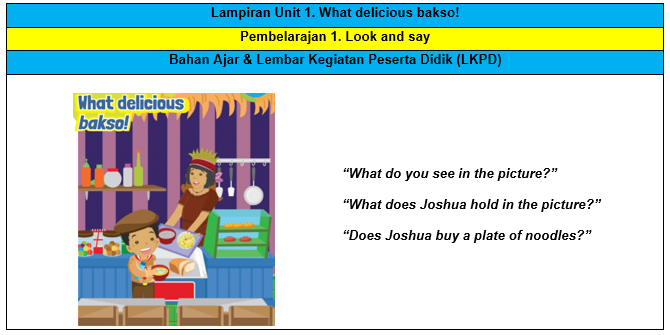 Lampiran Unit 1. What delicious bakso!
Pembelarajan 1. Look and say
Bahan Ajar & Lembar Kegiatan Peserta Didik (LKPD)
What delicious
bakso!
“What do you see in the picture?”
“What does Joshua hold in the picture?”
“Does Joshua buy a plate of noodles?”